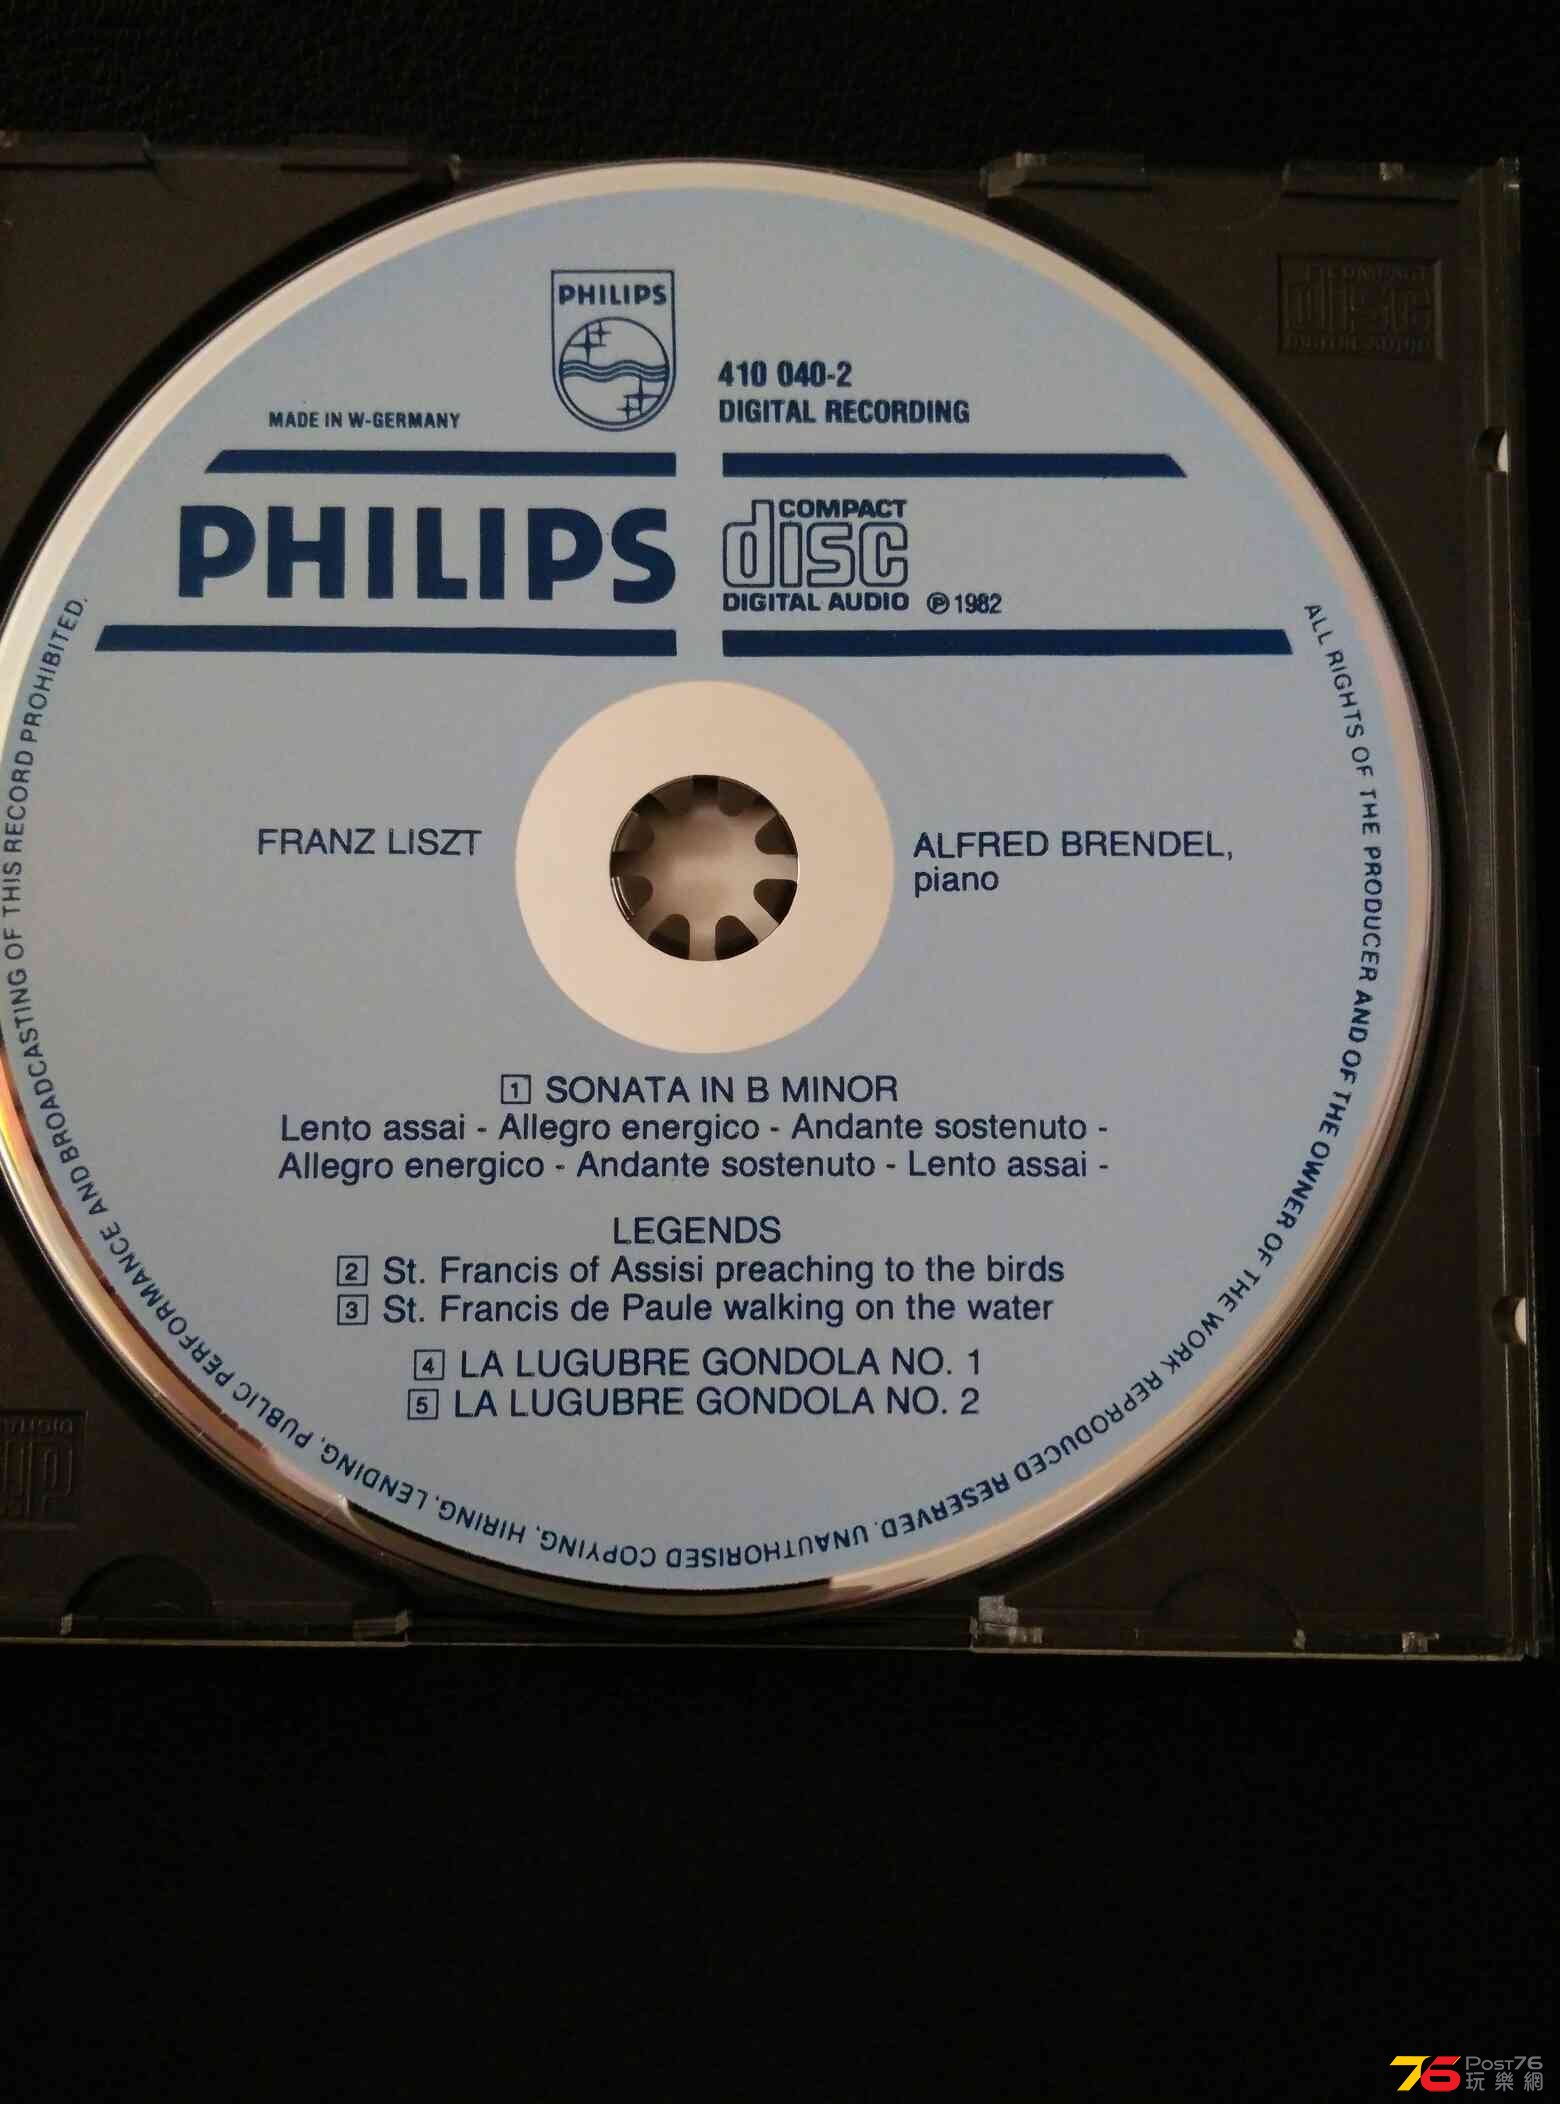 PHILIPS
410 040-2
DIGITAL RECORDING
MADE IN W-GERMANY
PHILIPS
COMPACT
disc
DIGITAL AUDIO ℗ 1982
FRANZ LISZT
ALFRED BRENDEL,
piano
1 SONATA IN B MINOR
Lento assai - Allegro energico - Andante sostenuto -
Allegro energico - Andante sostenuto - Lento assai -
LEGENDS
2 St. Francis of Assisi preaching to the birds
3 St. Francis de Paule walking on the water
4 LA LUGUBRE GONDOLA NO. 1
5 LA LUGUBRE GONDOLA NO. 2
ALL RIGHTS OF THE PRODUCER AND OF THE OWNER OF THE WORK REPRODUCED RESERVED. UNAUTHORISED COPYING, HIRING, LENDING, PUBLIC PERFORMANCE AND BROADCASTING OF THIS RECORD PROHIBITED.
COMPACT
disc
DIGITAL AUDIO
76 POST76
玩樂網